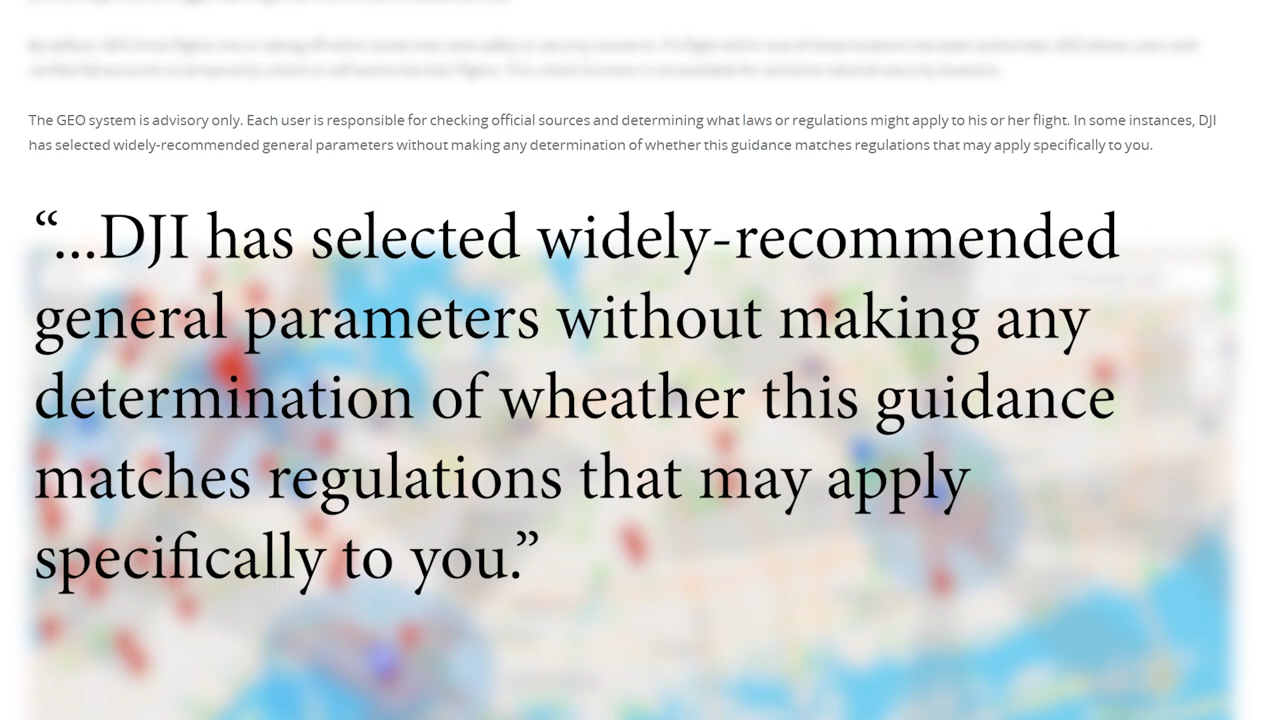 The GEO system is advisory only. Each user is responsible for checking official sources and determining what laws or regulations might apply to his or her flight. In some instances, DJI
has selected widely-recommended general parameters without making any determination of whether this guidance matches regulations that may apply specifically to you.
“...DJI has selected widely-recommended
general parameters without making any
determination of wheather this guidance
matches regulations that may apply
specifically to you.”